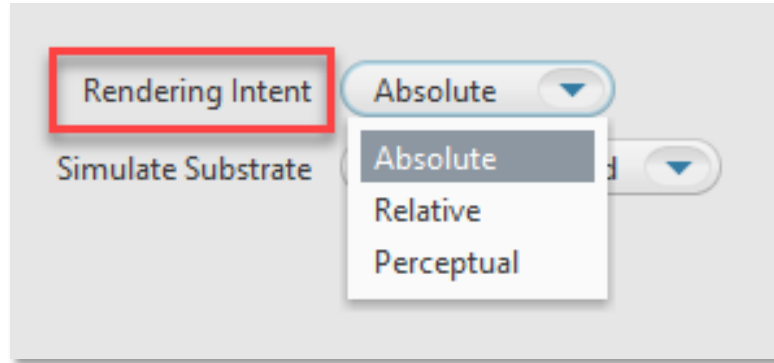 Rendering Intent Absolute
Simulate Substrate
Absolute
Relative
Perceptual